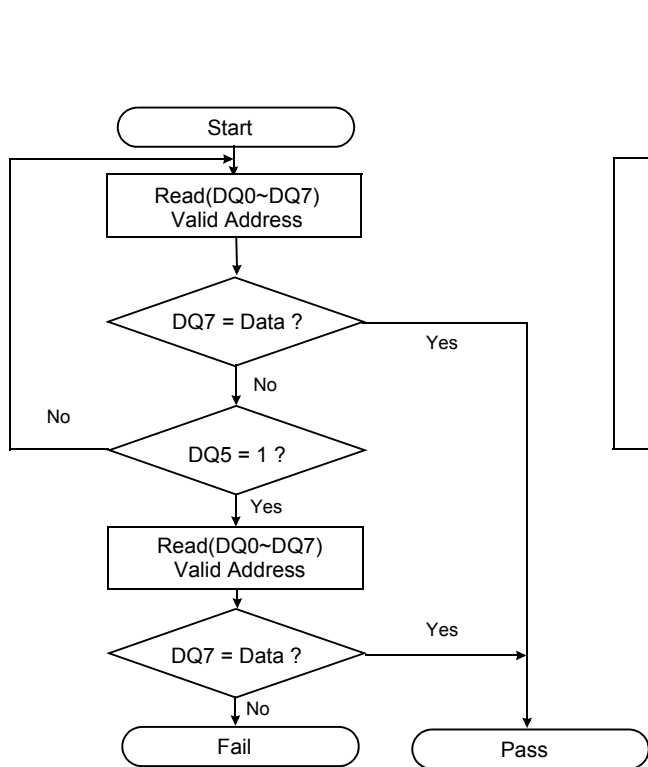 Start
Read(DQ0~DQ7)
Valid Address
DQ7 = Data ?
Yes
No
No
DQ5 = 1 ?
Yes
Read(DQ0~DQ7)
Valid Address
Yes
DQ7 = Data ?
No
Fail
Pass